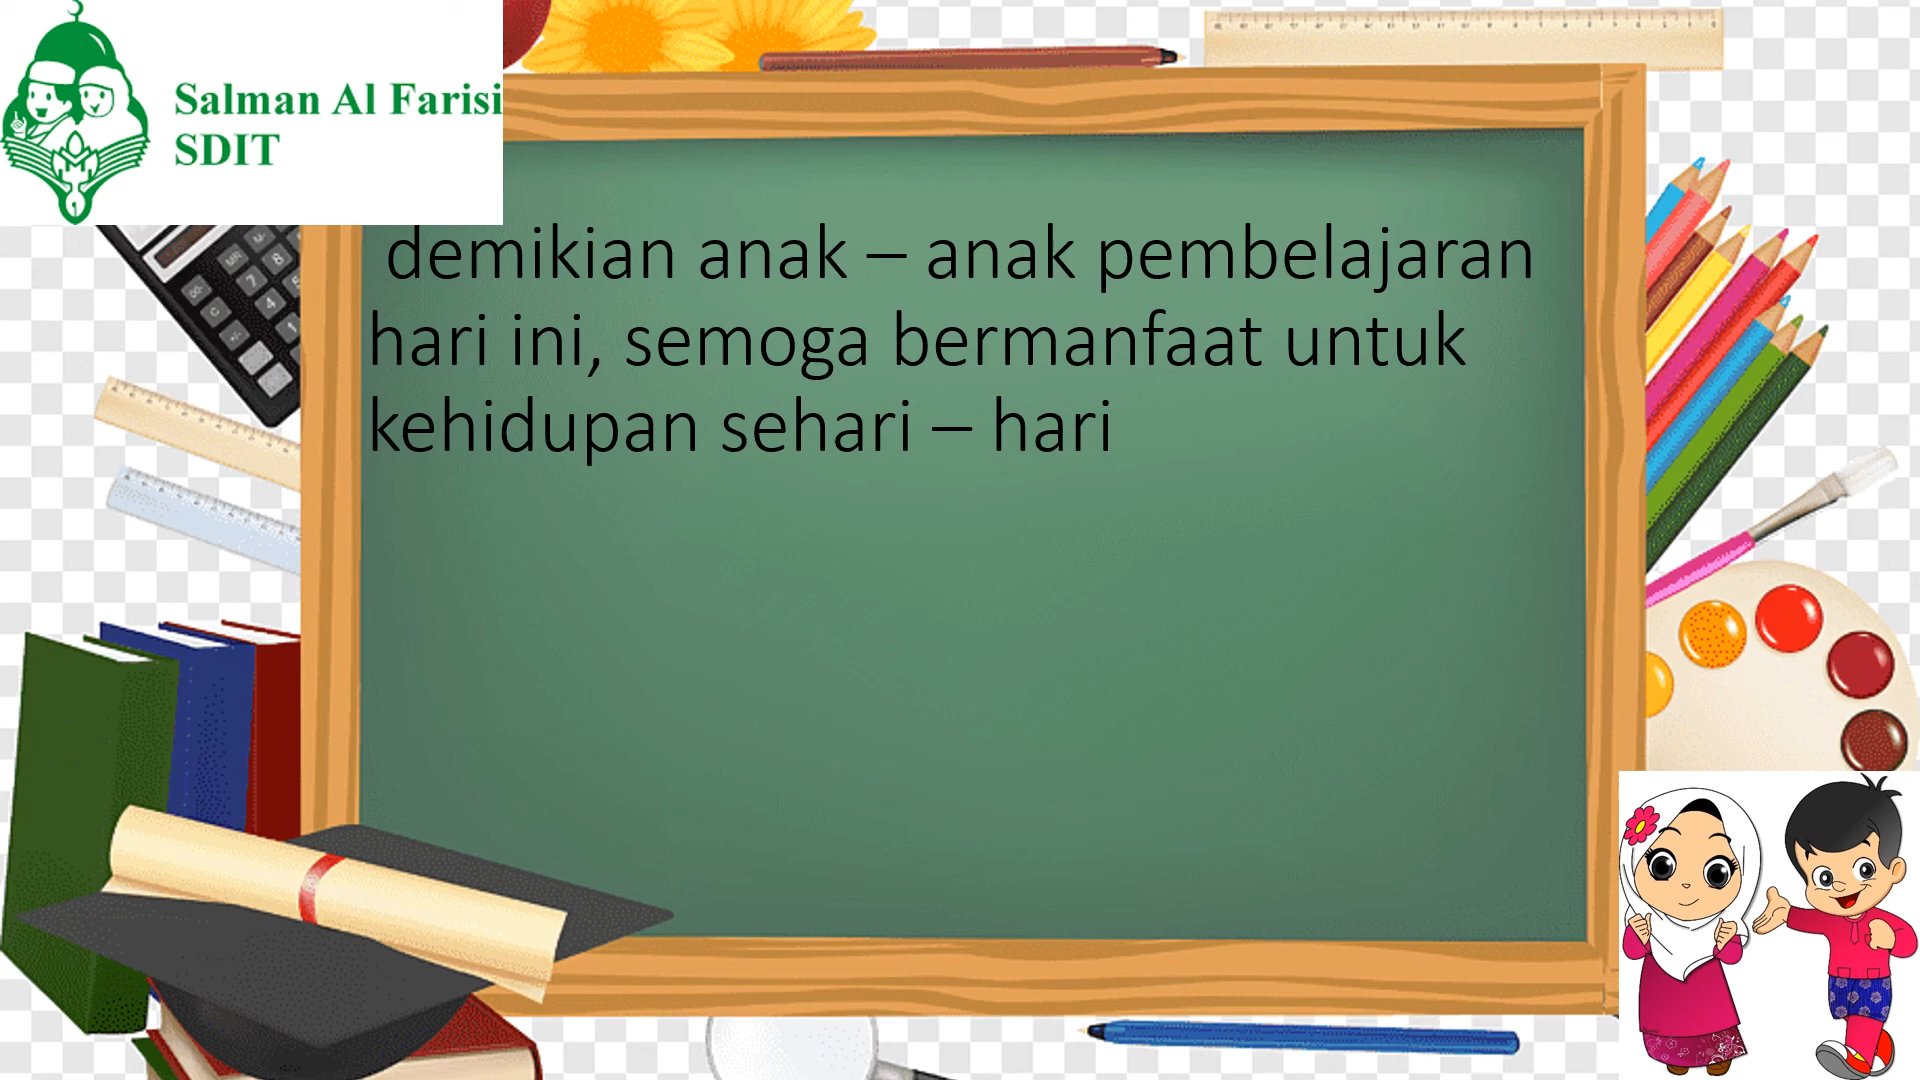 Salman Al Farisi
SDIT
demikian anak – anak pembelajaran
hari ini, semoga bermanfaat untuk
kehidupan sehari – hari